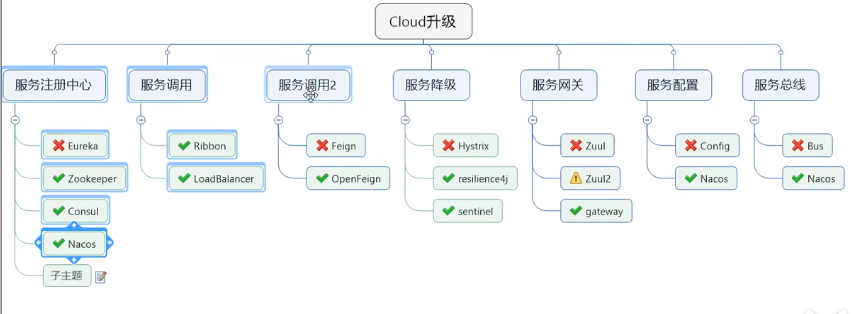 Cloud升级
服务注册中心
服务调用
服务调用2
服务降级
服务网关
服务配置
服务总线
Eureka
Zookeeper
Consul
Nacos
子主题
Ribbon
LoadBalancer
Feign
OpenFeign
Hystrix
resilience4j
sentinel
Zuul
Zuul2
gateway
Config
Nacos
Bus
Nacos